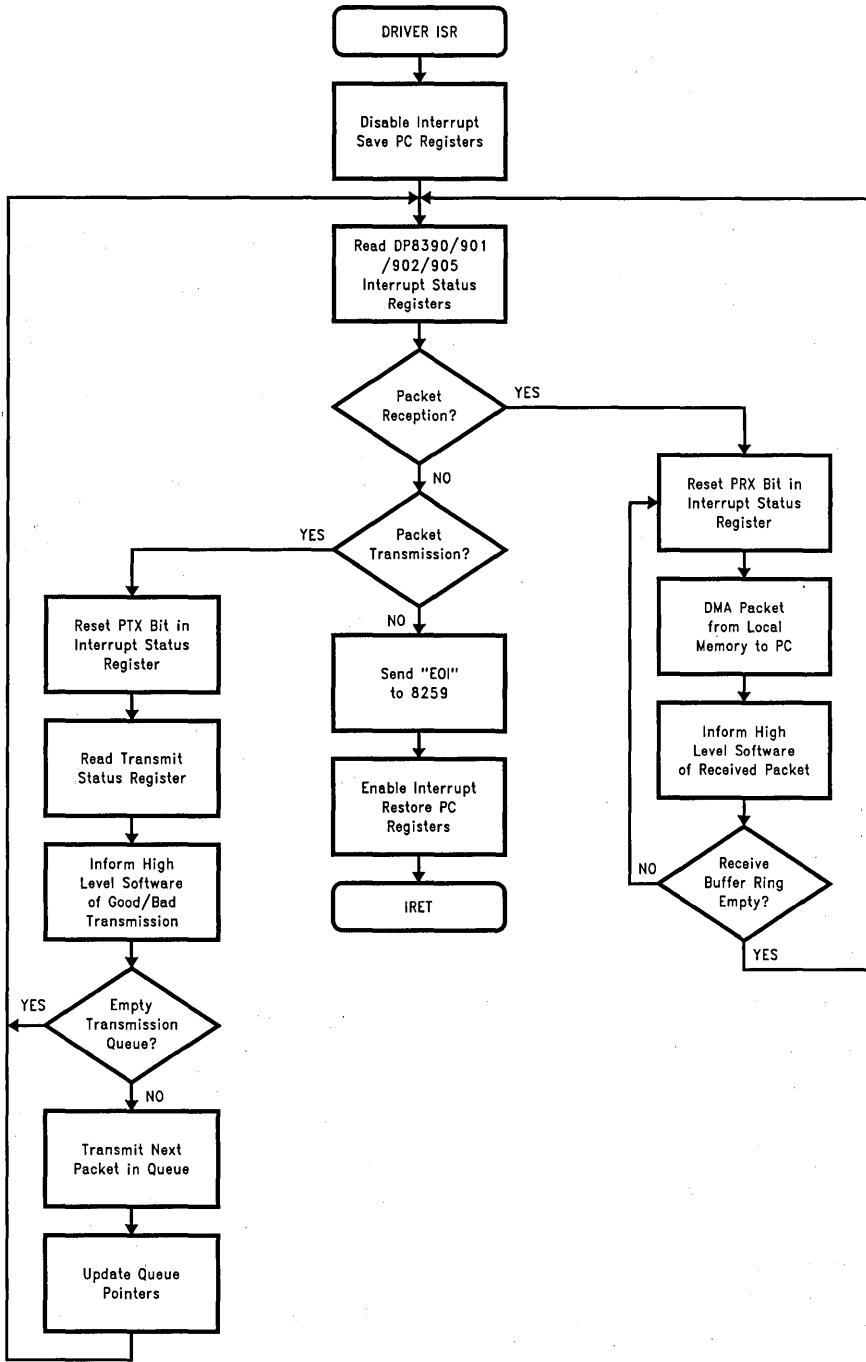 DRIVER ISR
Disable Interrupt
Save PC Registers
Read DP8390/901
/902/905
Interrupt Status
Registers
Packet
Reception?
YES
NO
Reset PRX Bit in
Interrupt Status
Register
DMA Packet
from Local
Memory to PC
Inform High
Level Software
of Received Packet
Receive
Buffer Ring
Empty?
NO
YES
Packet
Transmission?
YES
NO
Send "EOI"
to 8259
Enable Interrupt
Restore PC
Registers
IRET
Reset PTX Bit in
Interrupt Status
Register
Read Transmit
Status Register
Inform High
Level Software
of Good/Bad
Transmission
Empty
Transmission
Queue?
YES
NO
Transmit Next
Packet in Queue
Update Queue
Pointers